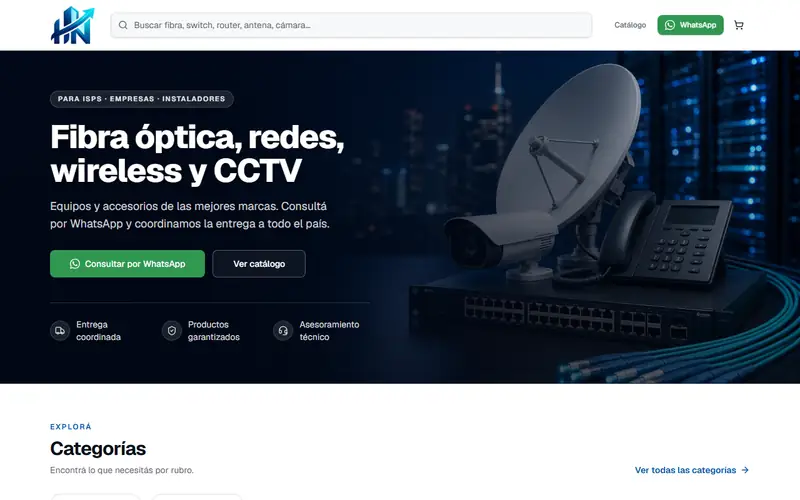 HN
Buscar fibra, switch, router, antena, cámara...
Catálogo
WhatsApp
PARA ISPS · EMPRESAS · INSTALADORES
Fibra óptica, redes,
wireless y CCTV
Equipos y accesorios de las mejores marcas. Consultá
por WhatsApp y coordinamos la entrega a todo el país.
Consultar por WhatsApp
Ver catálogo
Entrega
coordinada
Productos
garantizados
Asesoramiento
técnico
EXPLORÁ
Categorías
Encontrá lo que necesitás por rubro.
Ver todas las categorías